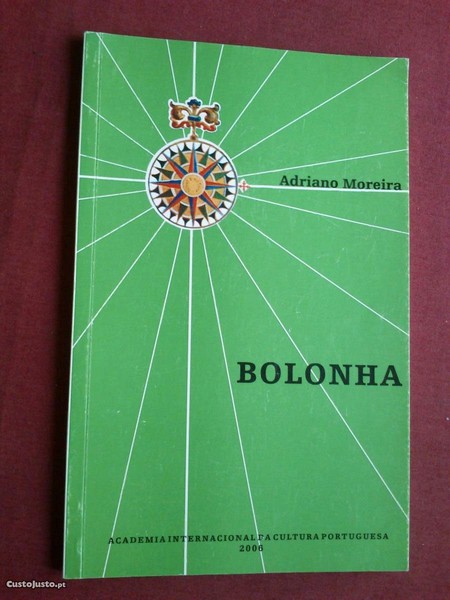 Adriano Moreira
BOLONHA
ACADEMIA INTERNACIONAL DA CULTURA PORTUGUESA
2006
CustoJusto.pt